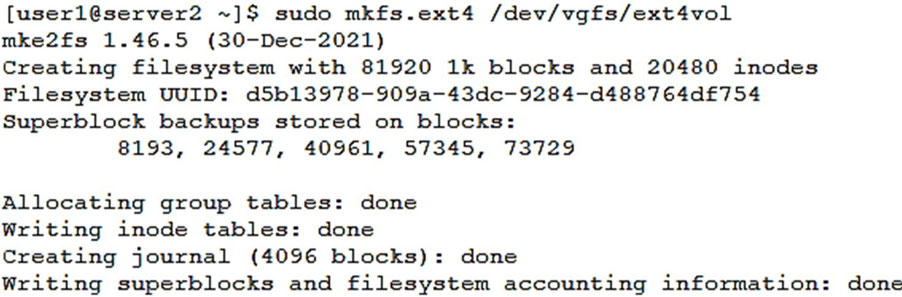 [user1@server2 ~]$ sudo mkfs.ext4 /dev/vgfs/ext4vol
mke2fs 1.46.5 (30-Dec-2021)
Creating filesystem with 81920 1k blocks and 20480 inodes
Filesystem UUID: d5b13978-909a-43dc-9284-d488764df754
Superblock backups stored on blocks:
        8193, 24577, 40961, 57345, 73729

Allocating group tables: done
Writing inode tables: done
Creating journal (4096 blocks): done
Writing superblocks and filesystem accounting information: done